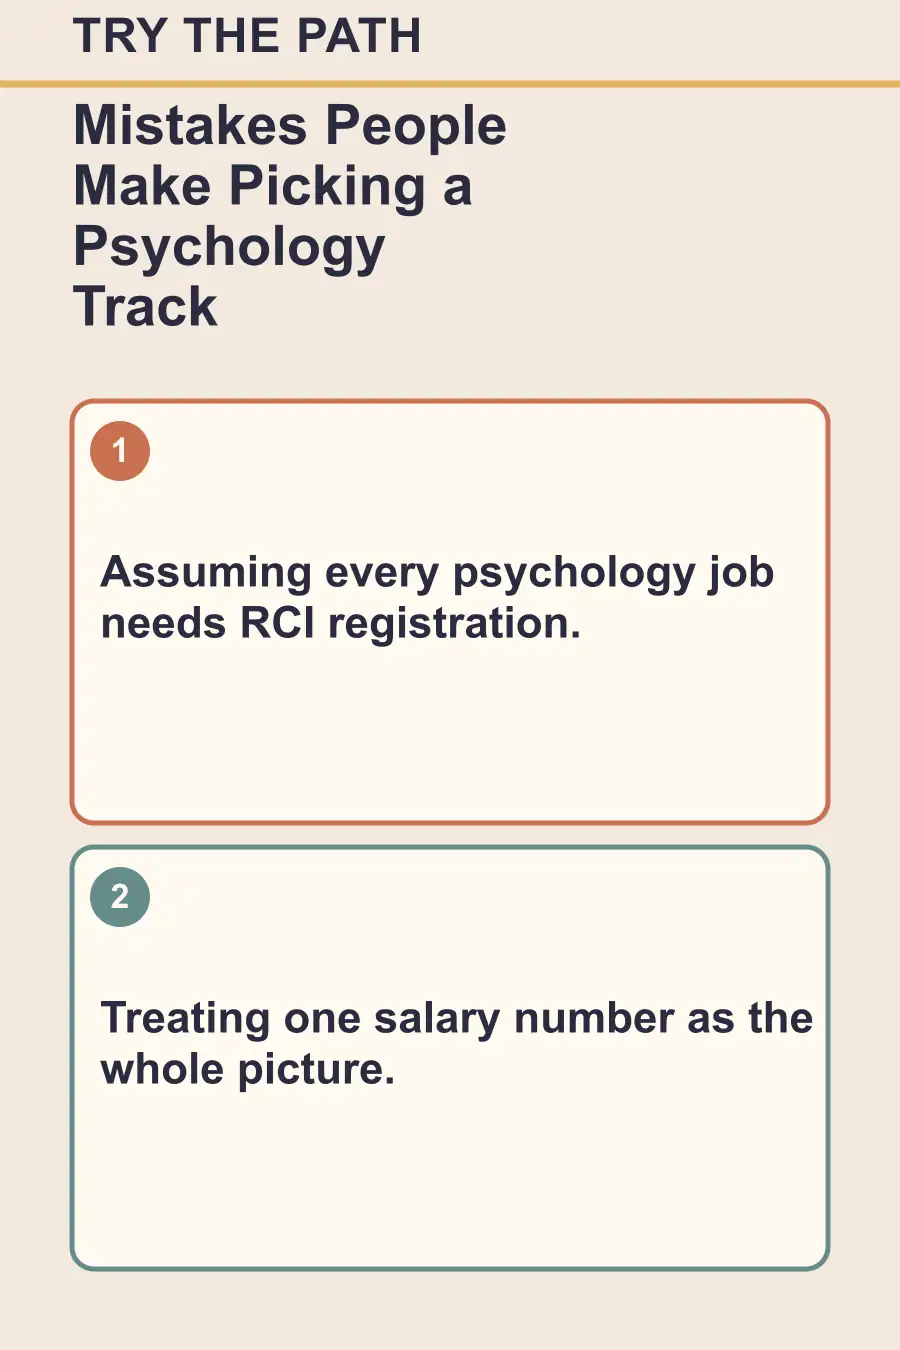 TRY THE PATH
Mistakes People
Make Picking a
Psychology
Track
1
Assuming every psychology job
needs RCI registration.
2
Treating one salary number as the
whole picture.